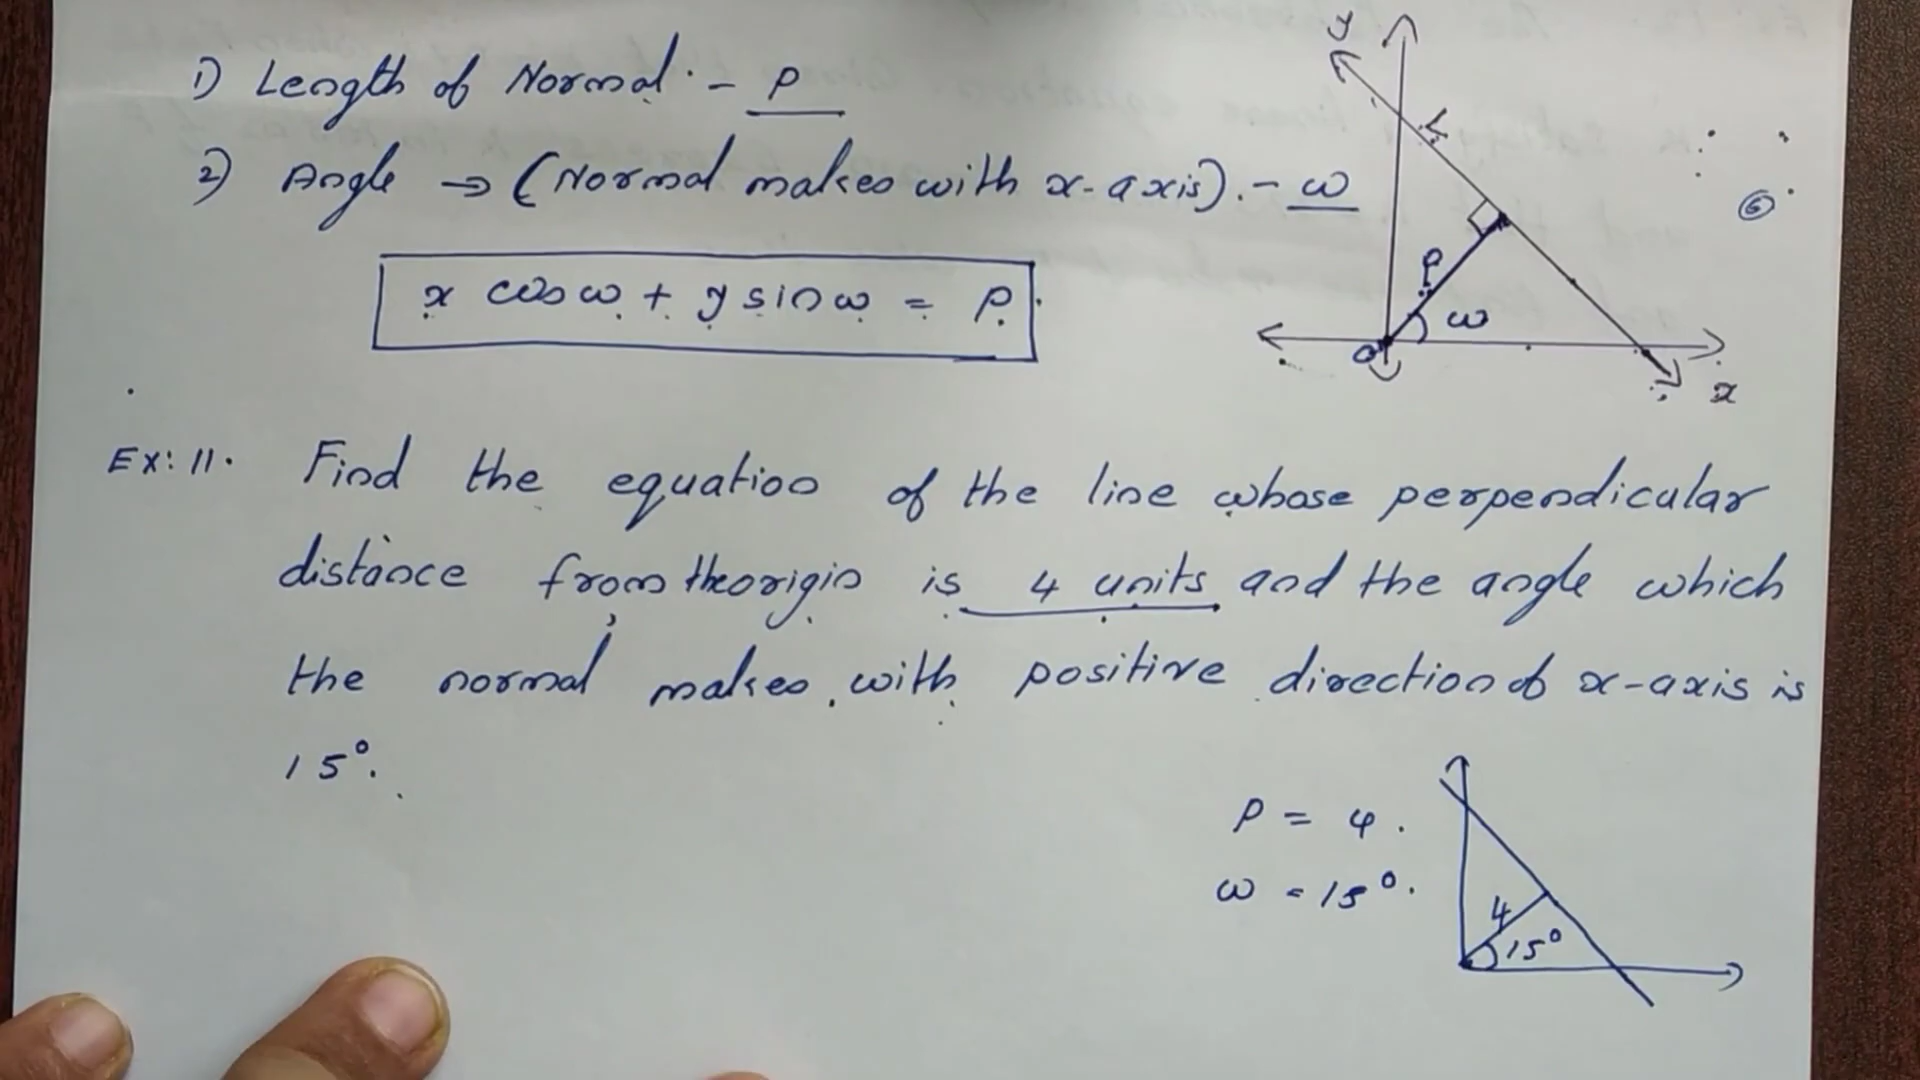 1) Length of Normal. - P
2) Angle → (Normal makes with x-axis). - ω
x cos ω + y sin ω = P.
y
L
P
ω
O
x
6
Ex: 11. Find the equation of the line whose perpendicular
distance from the origin is 4 units and the angle which
the normal makes with positive direction of x-axis is
15°.
P = 4.
ω = 15°.
4
15°